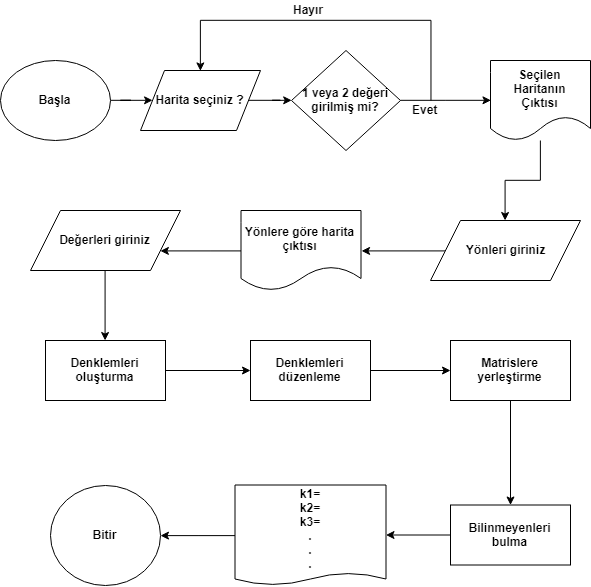 Hayır
Başla
Harita seçiniz ?
1 veya 2 değeri
girilmiş mi?
Evet
Seçilen
Haritanın
Çıktısı
Yönleri giriniz
Yönlere göre harita
çıktısı
Değerleri giriniz
Denklemleri
oluşturma
Denklemleri
düzenleme
Matrislere
yerleştirme
Bilinmeyenleri
bulma
k1=
k2=
k3=
.
.
.
Bitir